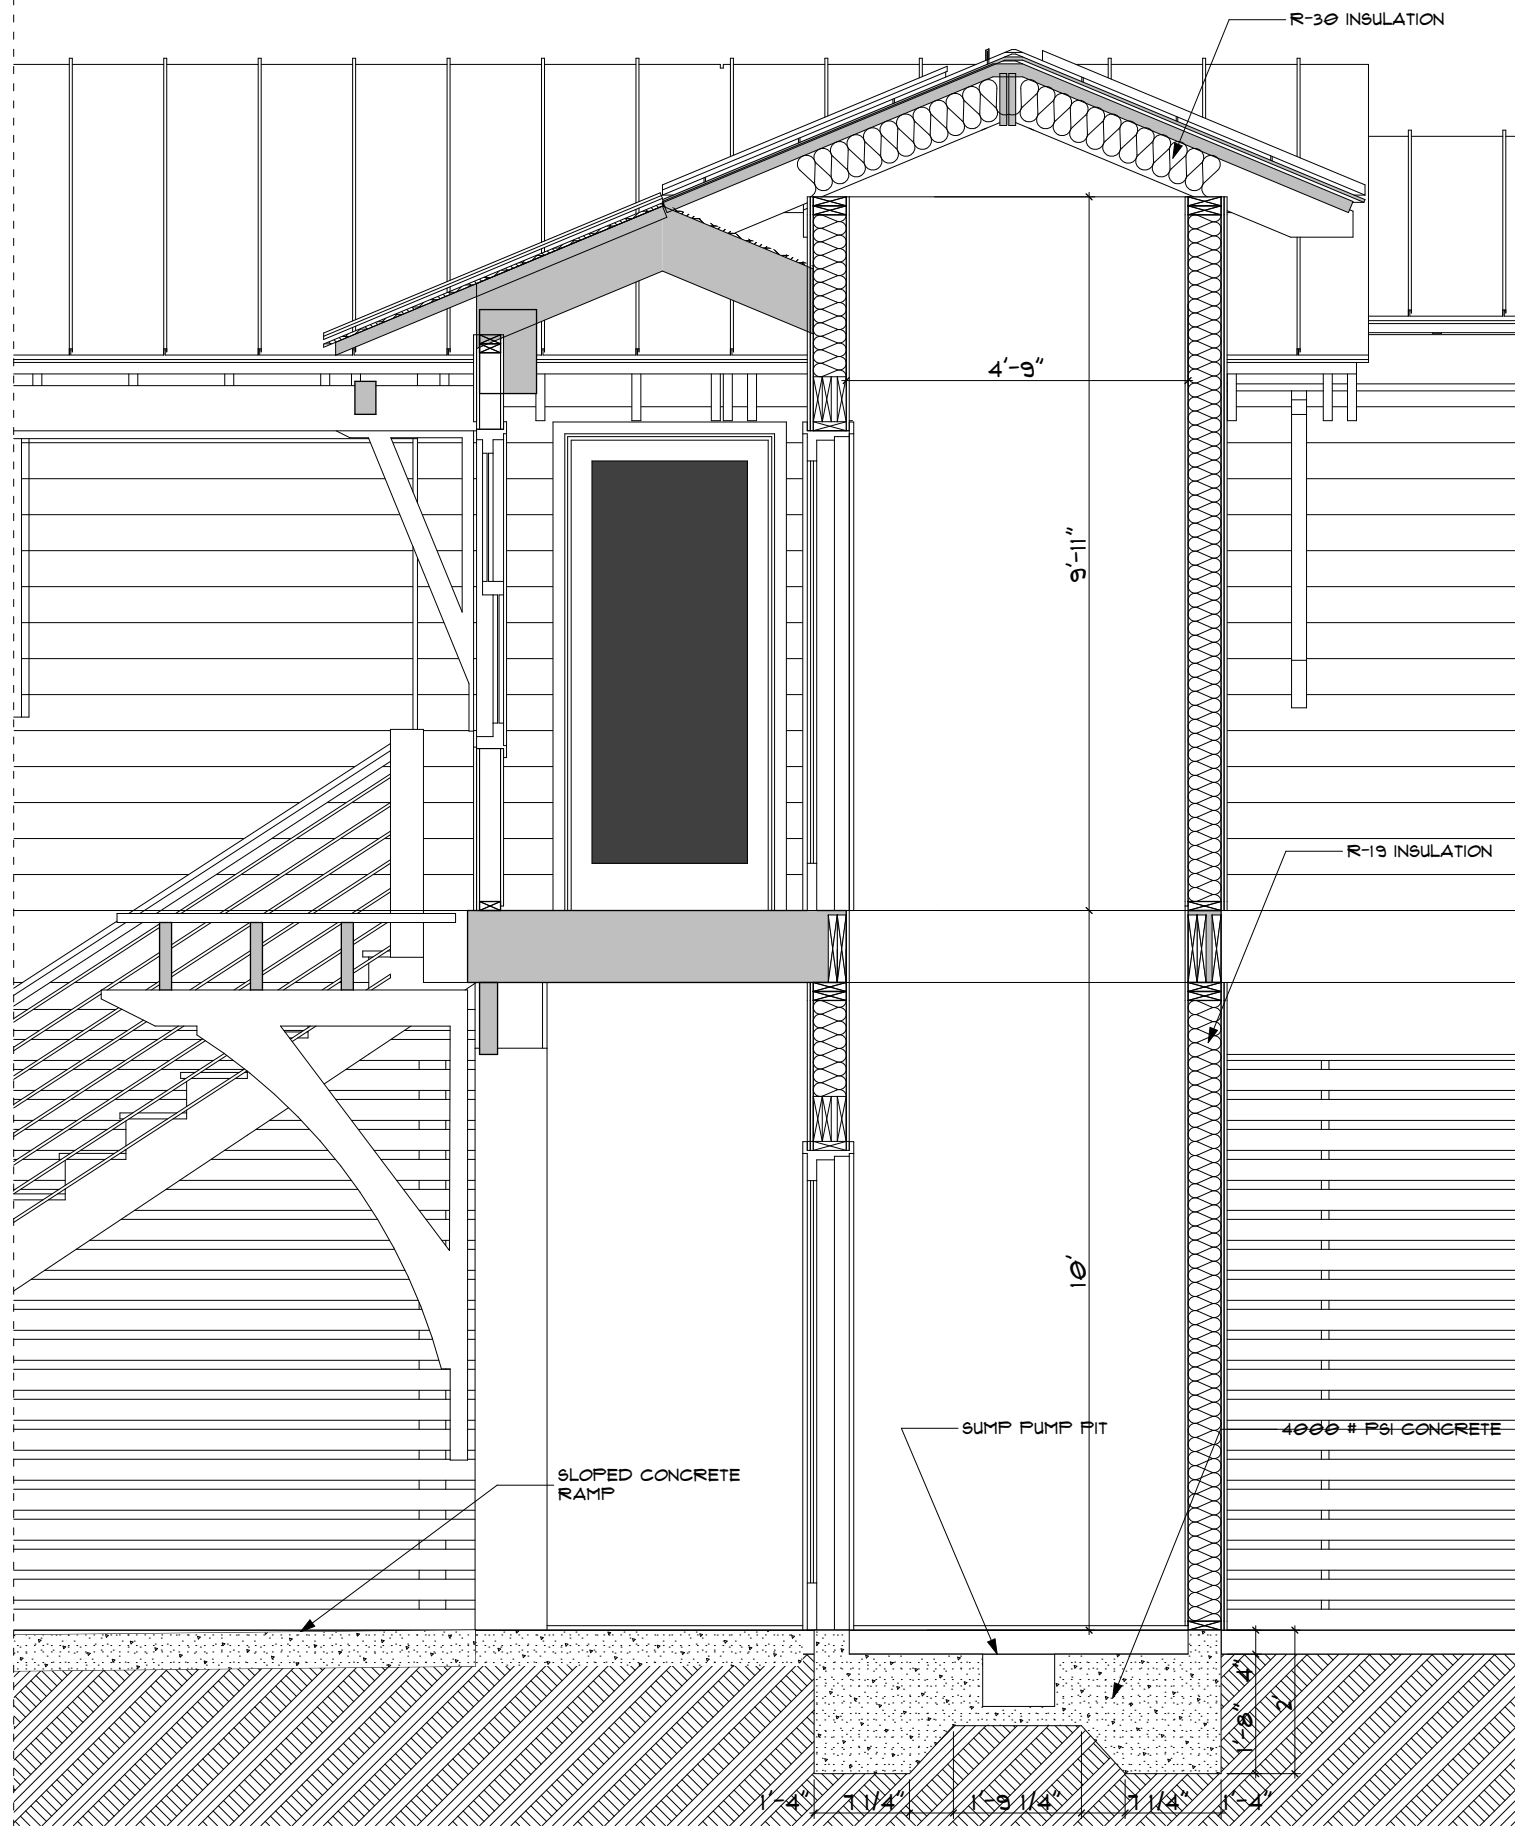 R-30 INSULATION
4'-9"
9'-11"
R-19 INSULATION
10'
SUMP PUMP PIT
4000 # PSI CONCRETE
SLOPED CONCRETE
RAMP
4"
1'-8"
2'
1'-4"
7 1/4"
1'-9 1/4"
7 1/4"
1'-4"